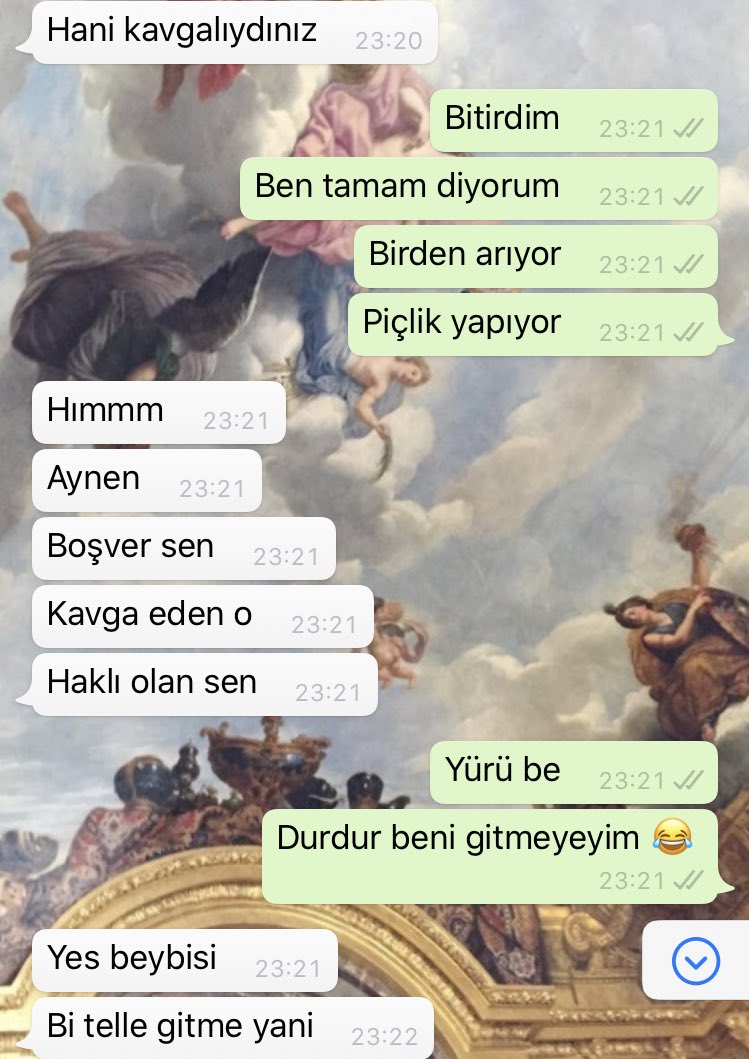 Hani kavgalıydınız 23:20
Bitirdim 23:21
Ben tamam diyorum 23:21
Birden arıyor 23:21
Piçlik yapıyor 23:21
Hımmm 23:21
Aynen 23:21
Boşver sen 23:21
Kavga eden o 23:21
Haklı olan sen 23:21
Yürü be 23:21
Durdur beni gitmeyeyim 😂
23:21
Yes beybisi 23:21
Bi telle gitme yani 23:22